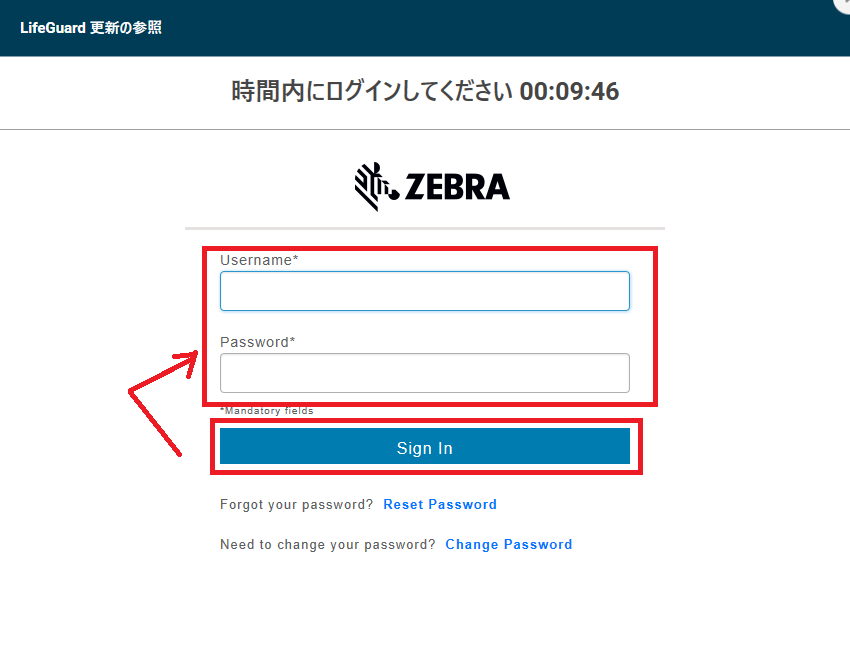 LifeGuard 更新の参照
時間内にログインしてください 00:09:46
ZEBRA
Username*
Password*
*Mandatory fields
Sign In
Forgot your password? Reset Password
Need to change your password? Change Password